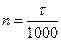 n = τ / 1000